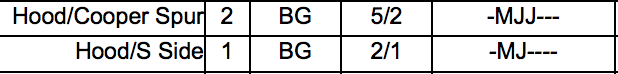 Hood/Cooper Spur 2 BG 5/2 -MJJ---
Hood/S Side 1 BG 2/1 -MJ----